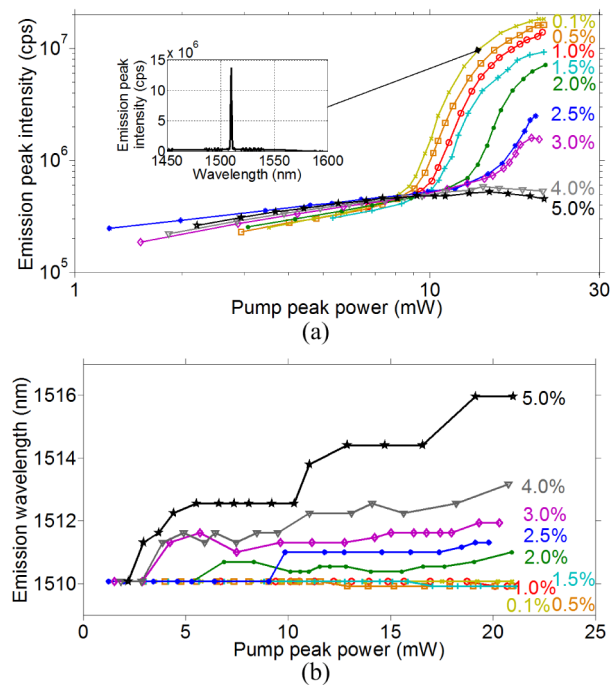 Emission peak intensity (cps)
10^7
10^6
10^5
Emission peak
intensity (cps)
15 × 10^6
10
5
0
1450 1510 1550 1600
Wavelength (nm)
0.1%
0.5%
1.0%
1.5%
2.0%
2.5%
3.0%
4.0%
5.0%
1 10 30
Pump peak power (mW)
(a)
Emission wavelength (nm)
1516
1514
1512
1510
5.0%
4.0%
3.0%
2.5%
2.0%
1.0% 1.5%
0.1% 0.5%
0 5 10 15 20 25
Pump peak power (mW)
(b)